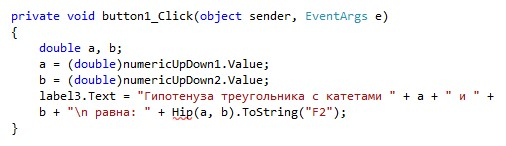 private void button1_Click(object sender, EventArgs e)
{
    double a, b;
    a = (double)numericUpDown1.Value;
    b = (double)numericUpDown2.Value;
    label3.Text = "Гипотенуза треугольника с катетами " + a + " и " +
    b + "\n равна: " + Hip(a, b).ToString("F2");
}